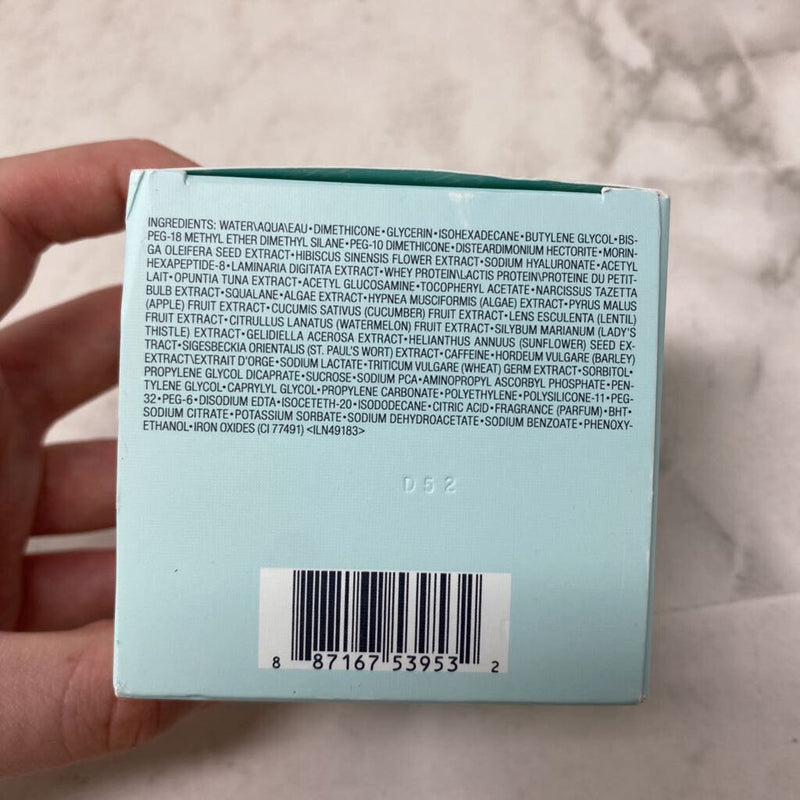 INGREDIENTS: WATER\AQUA\EAU•DIMETHICONE•GLYCERIN•ISOHEXADECANE•BUTYLENE GLYCOL•BIS-
PEG-18 METHYL ETHER DIMETHYL SILANE•PEG-10 DIMETHICONE•DISTEARDIMONIUM HECTORITE•MORIN-
GA OLEIFERA SEED EXTRACT•HIBISCUS SINENSIS FLOWER EXTRACT•SODIUM HYALURONATE•ACETYL
HEXAPEPTIDE-8•LAMINARIA DIGITATA EXTRACT•WHEY PROTEIN\LACTIS PROTEIN\PROTEINE DU PETIT-
LAIT•OPUNTIA TUNA EXTRACT•ACETYL GLUCOSAMINE•TOCOPHERYL ACETATE•NARCISSUS TAZETTA
BULB EXTRACT•SQUALANE•ALGAE EXTRACT•HYPNEA MUSCIFORMIS (ALGAE) EXTRACT•PYRUS MALUS
(APPLE) FRUIT EXTRACT•CUCUMIS SATIVUS (CUCUMBER) FRUIT EXTRACT•LENS ESCULENTA (LENTIL)
FRUIT EXTRACT•CITRULLUS LANATUS (WATERMELON) FRUIT EXTRACT•SILYBUM MARIANUM (LADY'S
THISTLE) EXTRACT•GELIDIELLA ACEROSA EXTRACT•HELIANTHUS ANNUUS (SUNFLOWER) SEED EX-
TRACT•SIGESBECKIA ORIENTALIS (ST. PAUL'S WORT) EXTRACT•CAFFEINE•HORDEUM VULGARE (BARLEY)
EXTRACT\EXTRAIT D'ORGE•SODIUM LACTATE•TRITICUM VULGARE (WHEAT) GERM EXTRACT•SORBITOL•
PROPYLENE GLYCOL DICAPRATE•SUCROSE•SODIUM PCA•AMINOPROPYL ASCORBYL PHOSPHATE•PEN-
TYLENE GLYCOL•CAPRYLYL GLYCOL•PROPYLENE CARBONATE•POLYETHYLENE•POLYSILICONE-11•PEG-
32•PEG-6•DISODIUM EDTA•ISOCETETH-20•ISODODECANE•CITRIC ACID•FRAGRANCE (PARFUM)•BHT•
SODIUM CITRATE•POTASSIUM SORBATE•SODIUM DEHYDROACETATE•SODIUM BENZOATE•PHENOXY-
ETHANOL•IRON OXIDES (CI 77491) <ILN49183>
D52
8 87167 53953 2